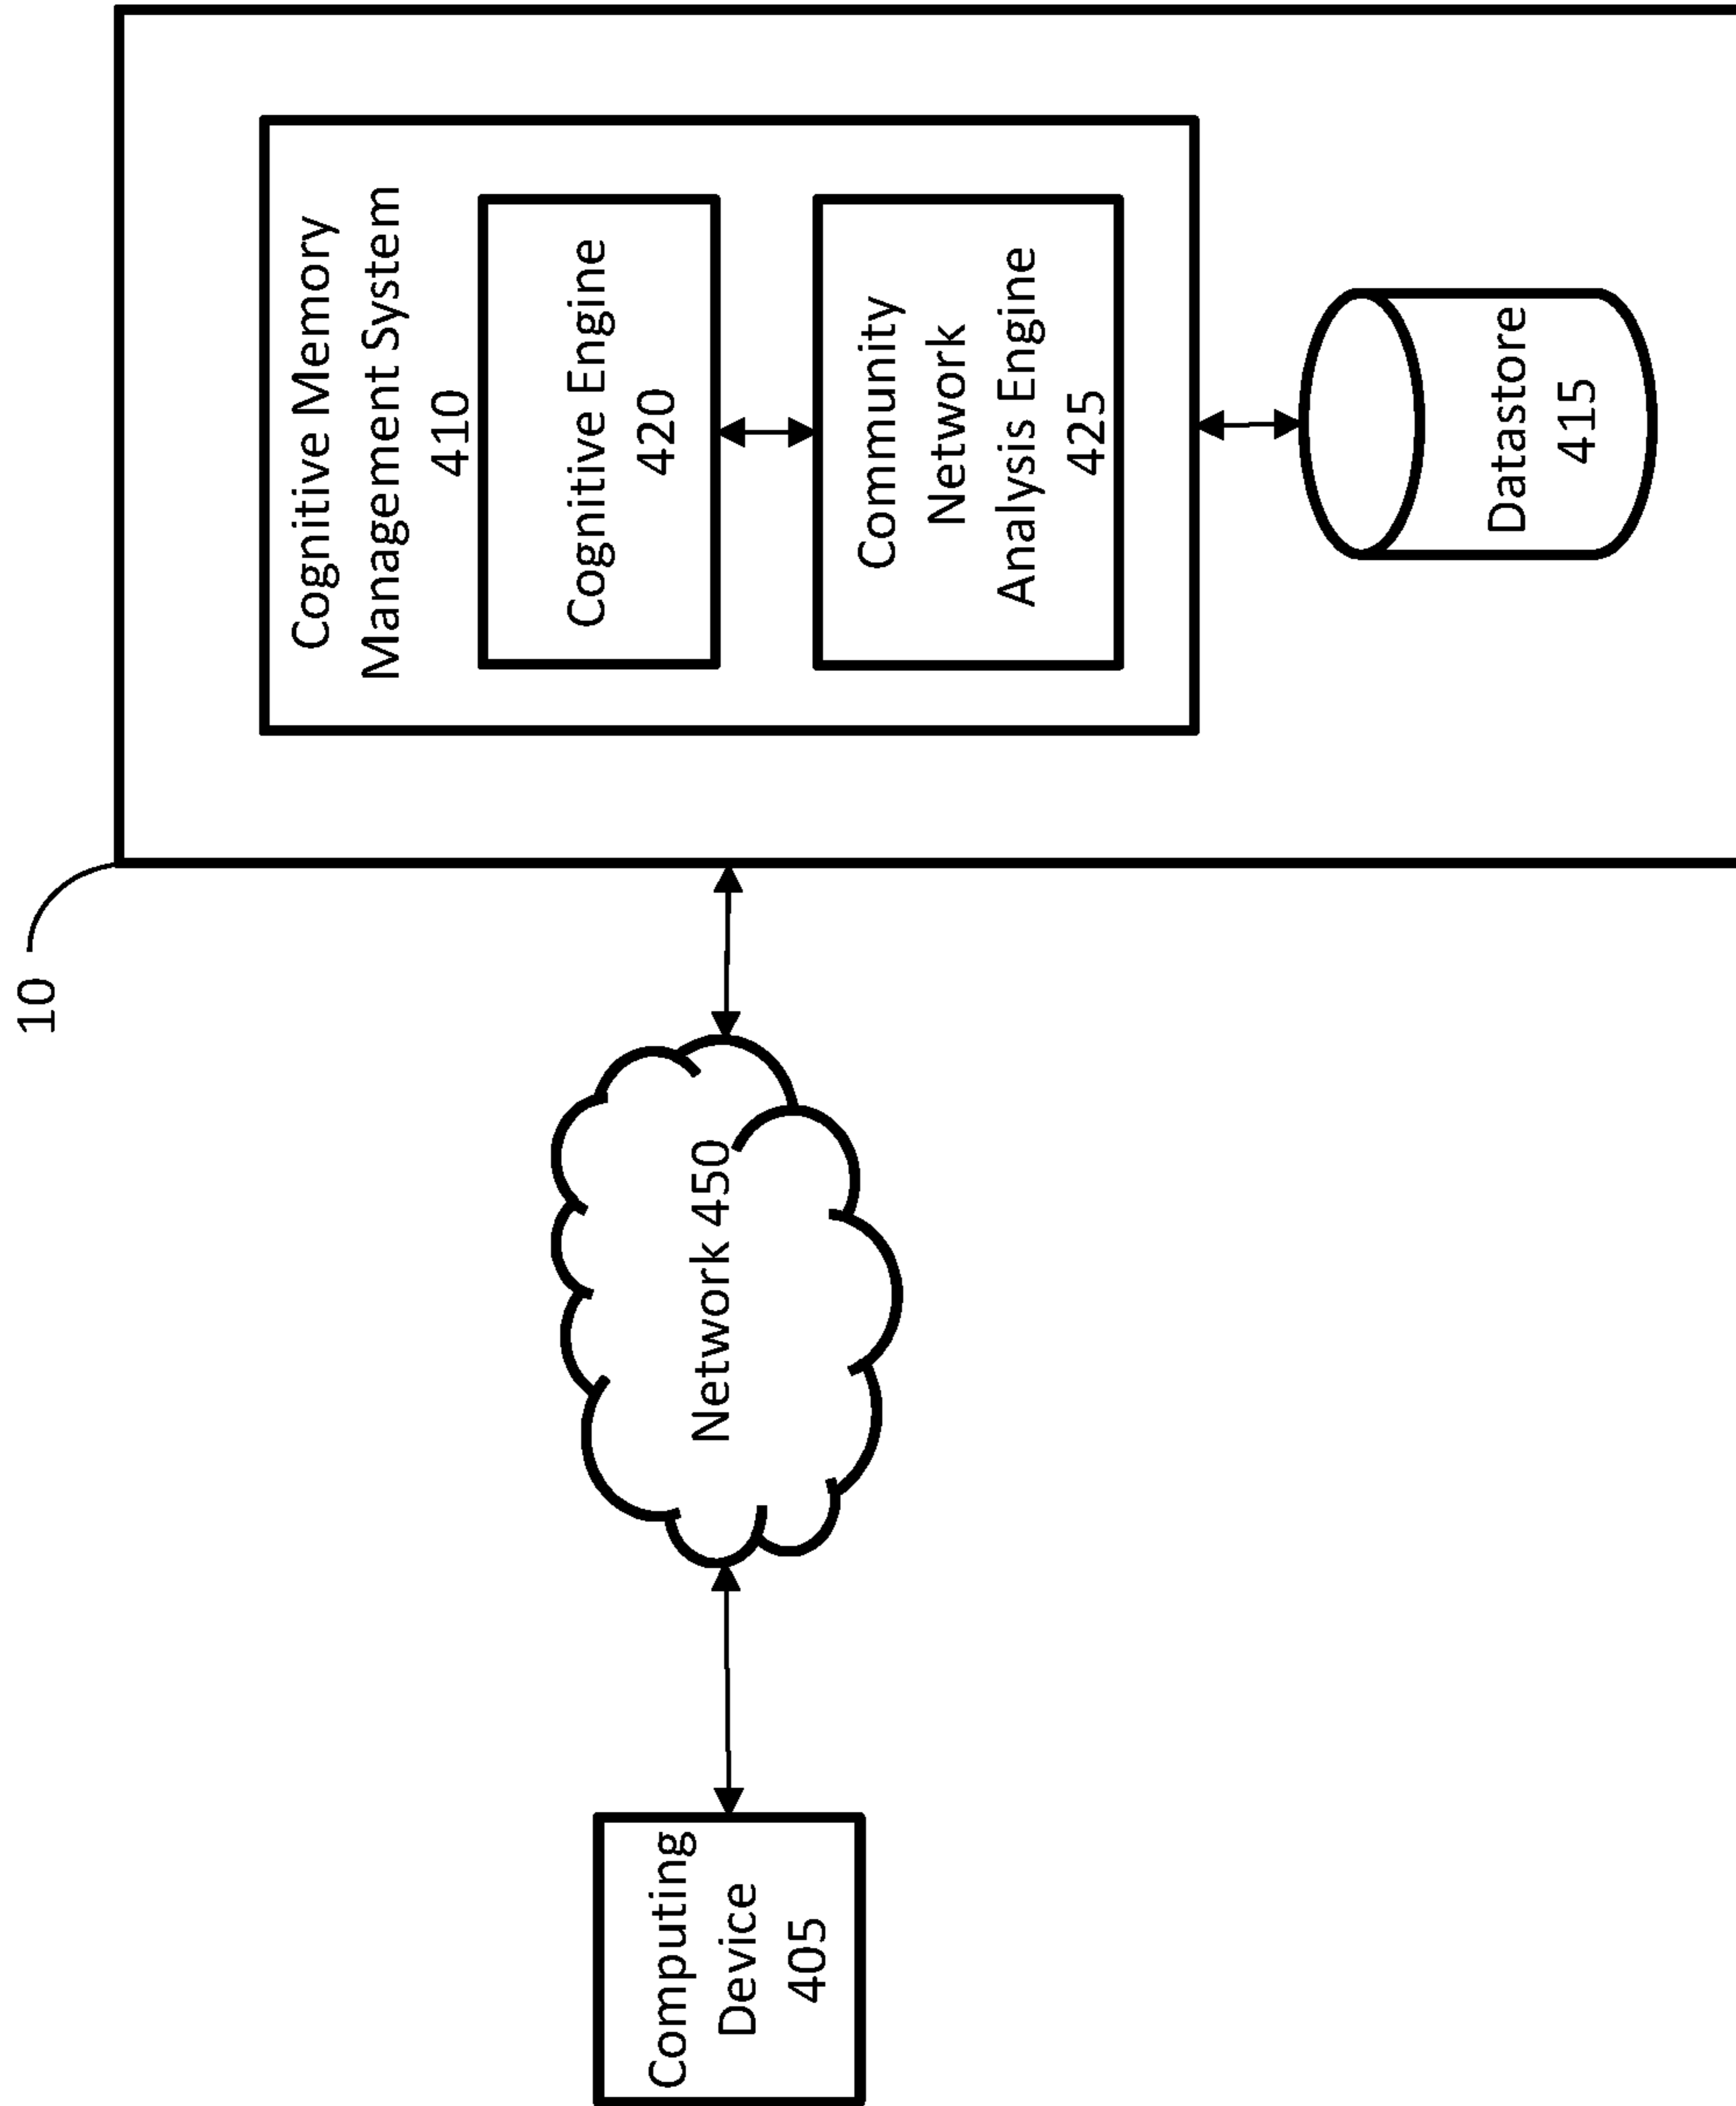 10
Cognitive Memory
Management System
410
Cognitive Engine
420
Community
Network
Analysis Engine
425
Datastore
415
Network 450
Computing
Device
405